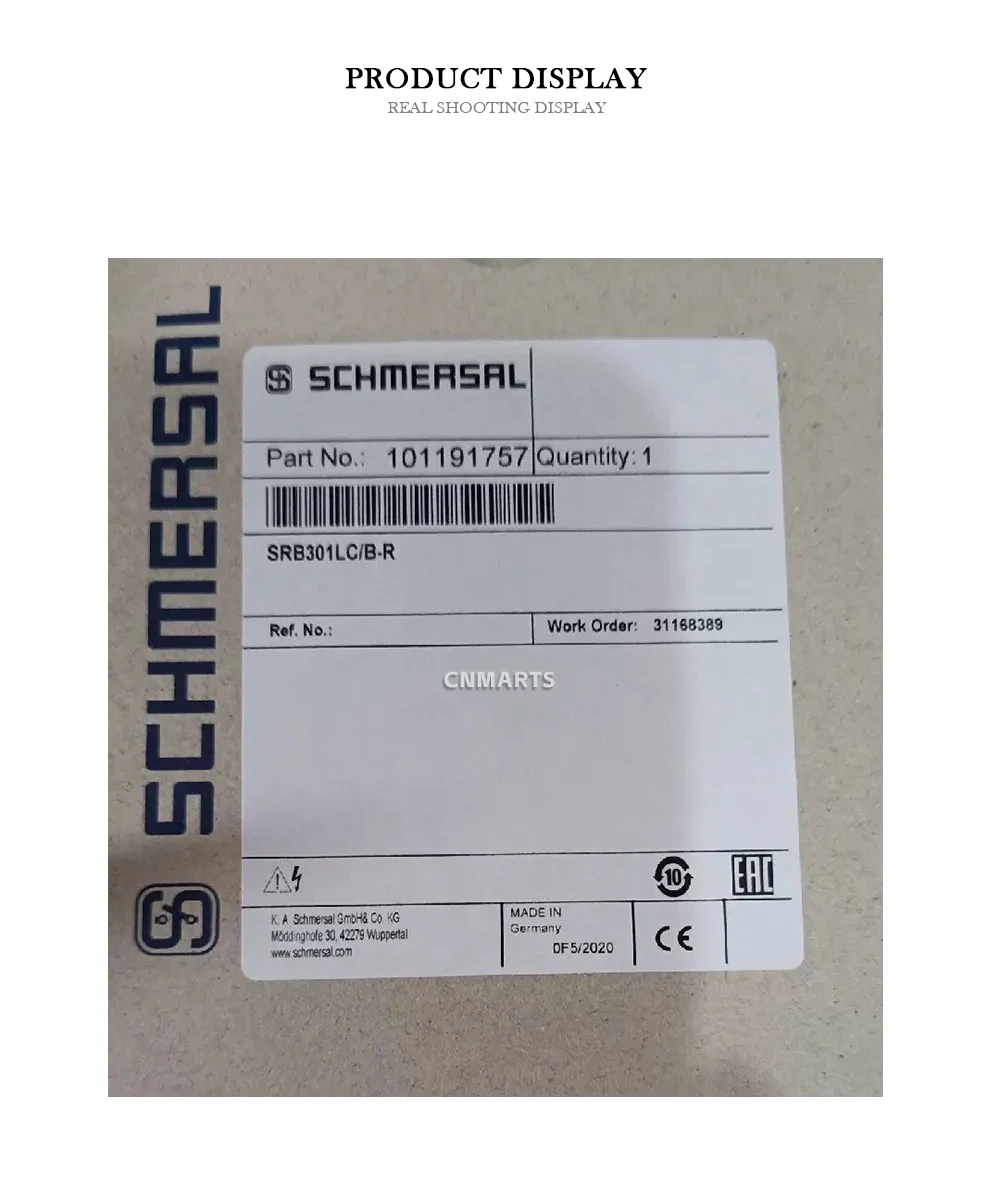 PRODUCT DISPLAY
REAL SHOOTING DISPLAY
SCHMERSAL
SCHMERSAL
Part No.: 101191757 Quantity: 1
SRB301LC/B-R
Ref. No.: Work Order: 31168389
CNMARTS
10 EAC
K. A. Schmersal GmbH& Co. KG
Möddinghofe 30, 42279 Wuppertal
www.schmersal.com
MADE IN
Germany
0F5/2020
CE